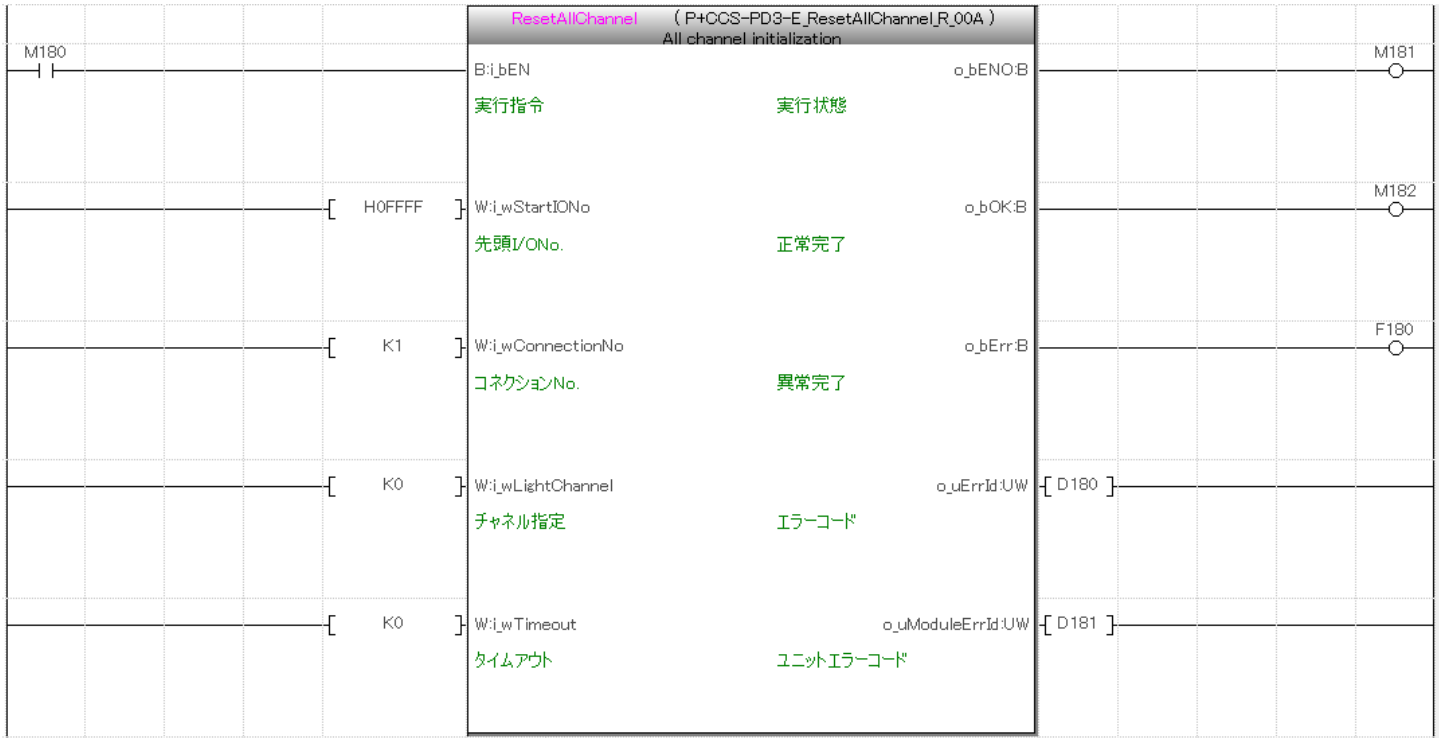 ResetAllChannel (P+CCS-PD3-E_ResetAllChannel_R_00A)
All channel initialization
M180 B:i_bEN o_bENO:B M181
実行指令 実行状態
H0FFFF W:i_wStartIONo o_bOK:B M182
先頭I/ONo. 正常完了
K1 W:i_wConnectionNo o_bErr:B F180
コネクションNo. 異常完了
K0 W:i_wLightChannel o_uErrId:UW D180
チャネル指定 エラーコード
K0 W:i_wTimeout o_uModuleErrId:UW D181
タイムアウト ユニットエラーコード